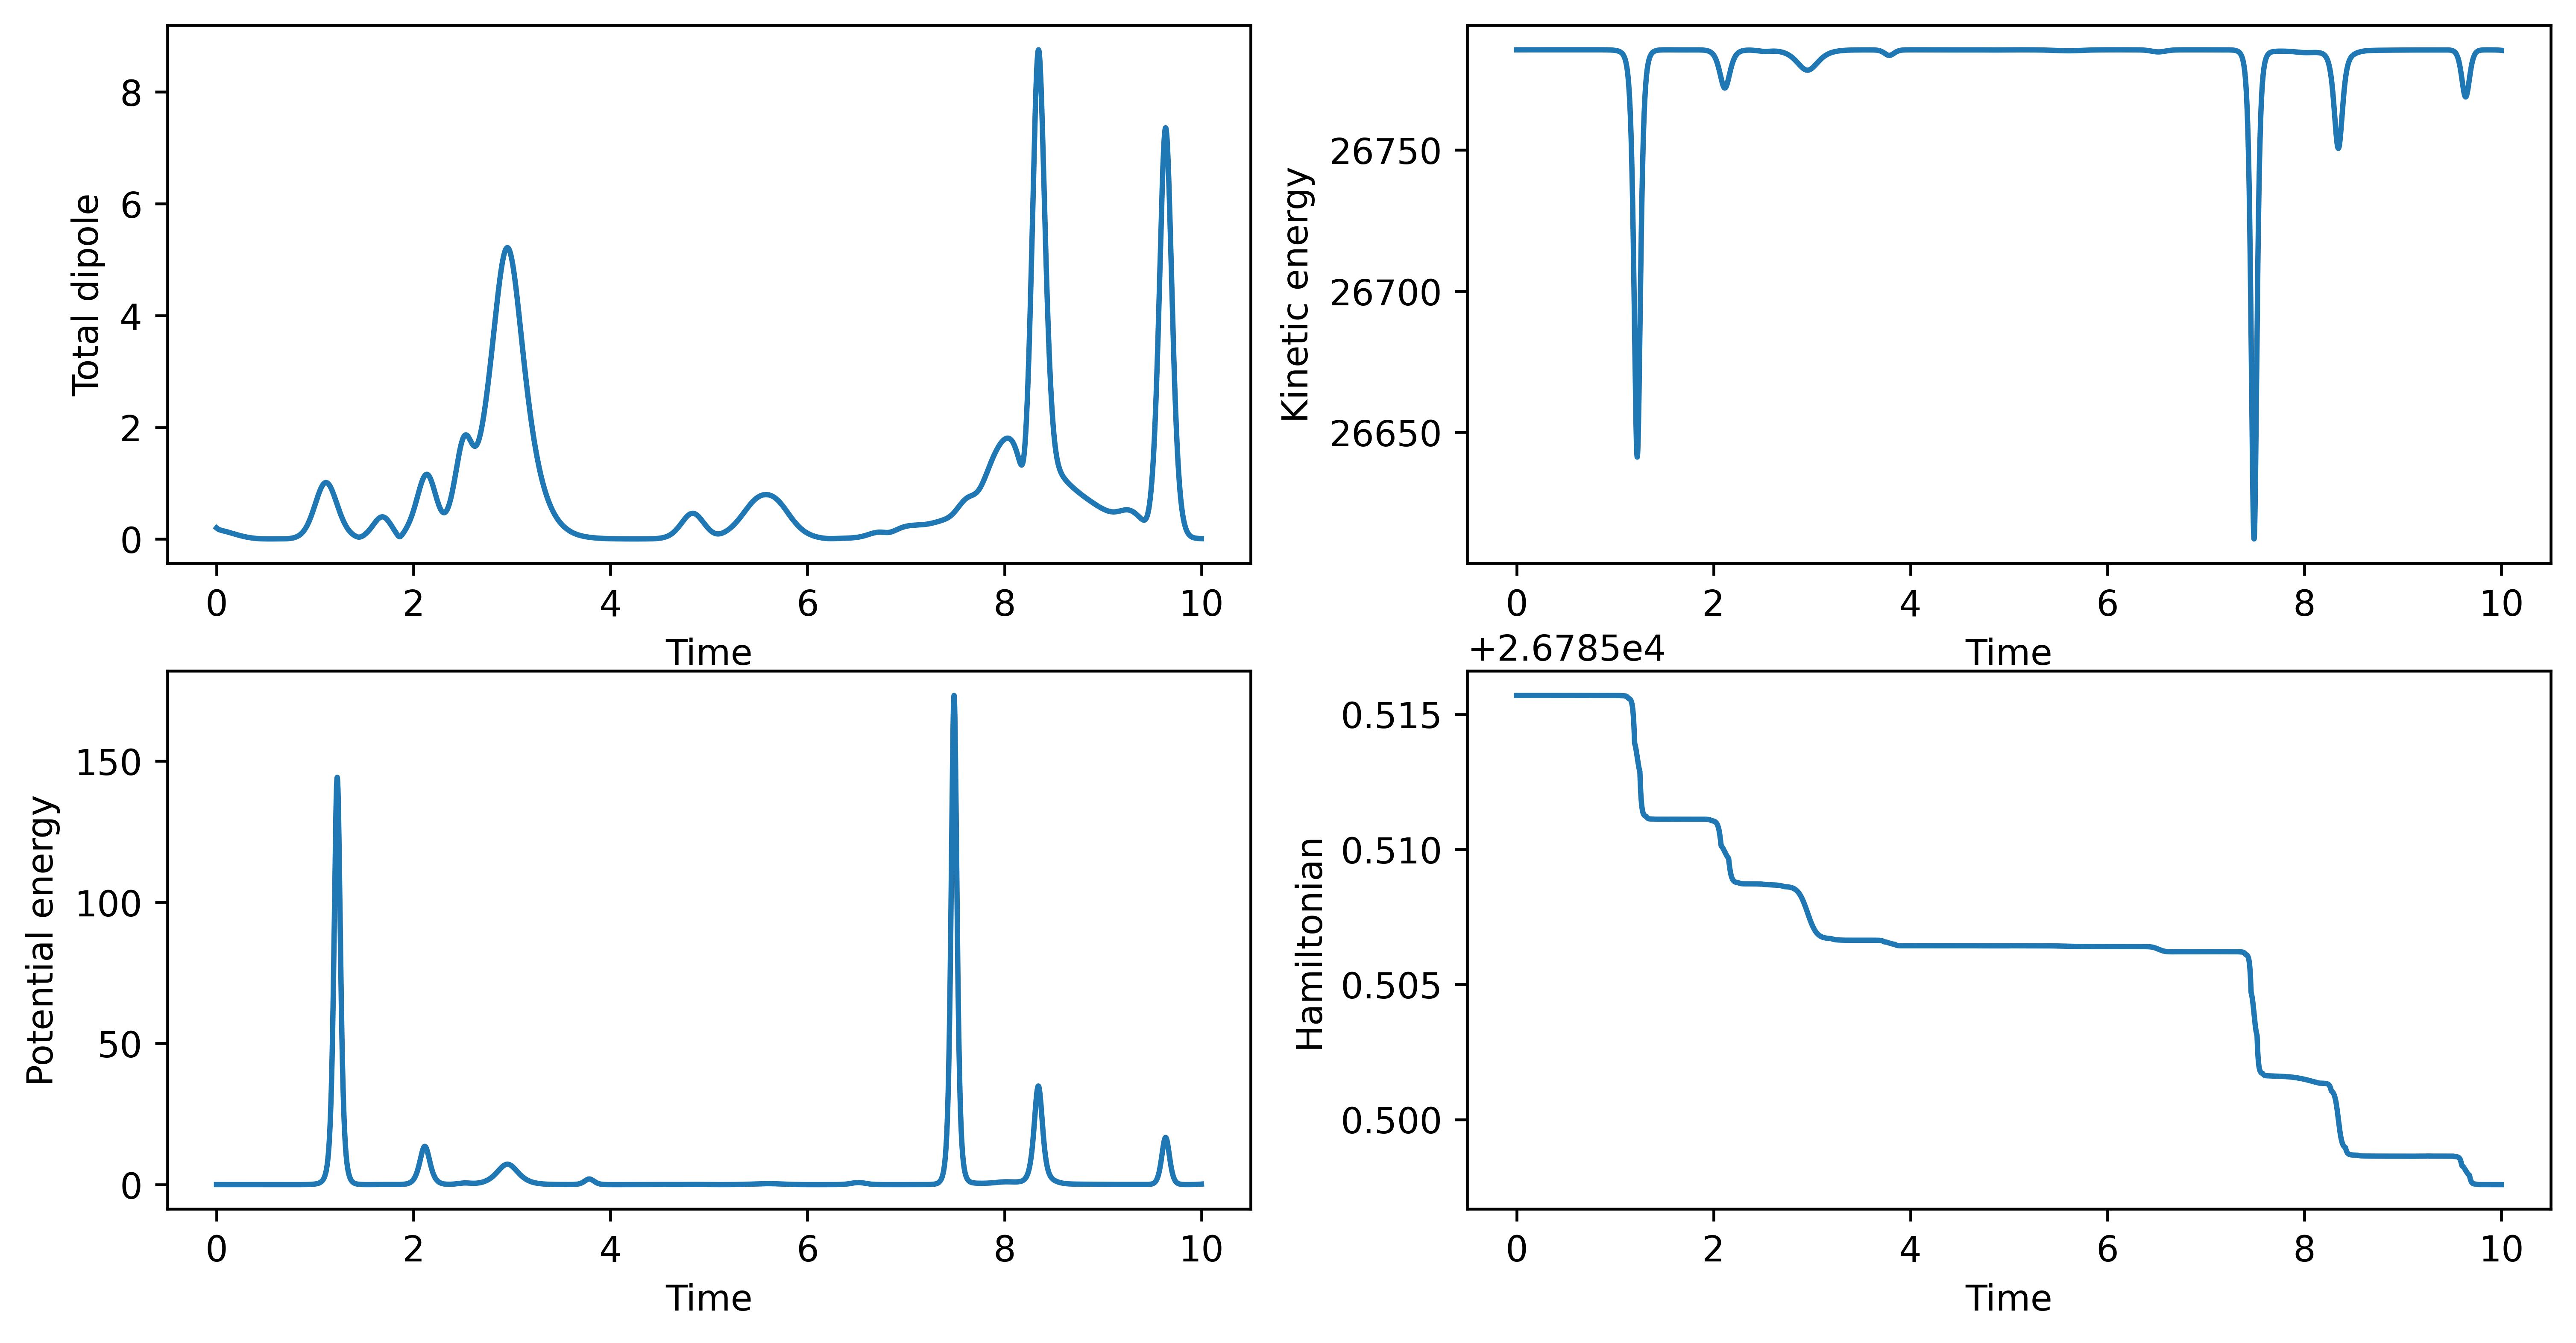 Total dipole
8
6
4
2
0
0 2 4 6 8 10
Time
Kinetic energy
26750
26700
26650
0 2 4 6 8 10
Time
Potential energy
150
100
50
0
0 2 4 6 8 10
Time
+2.6785e4
Hamiltonian
0.515
0.510
0.505
0.500
0 2 4 6 8 10
Time